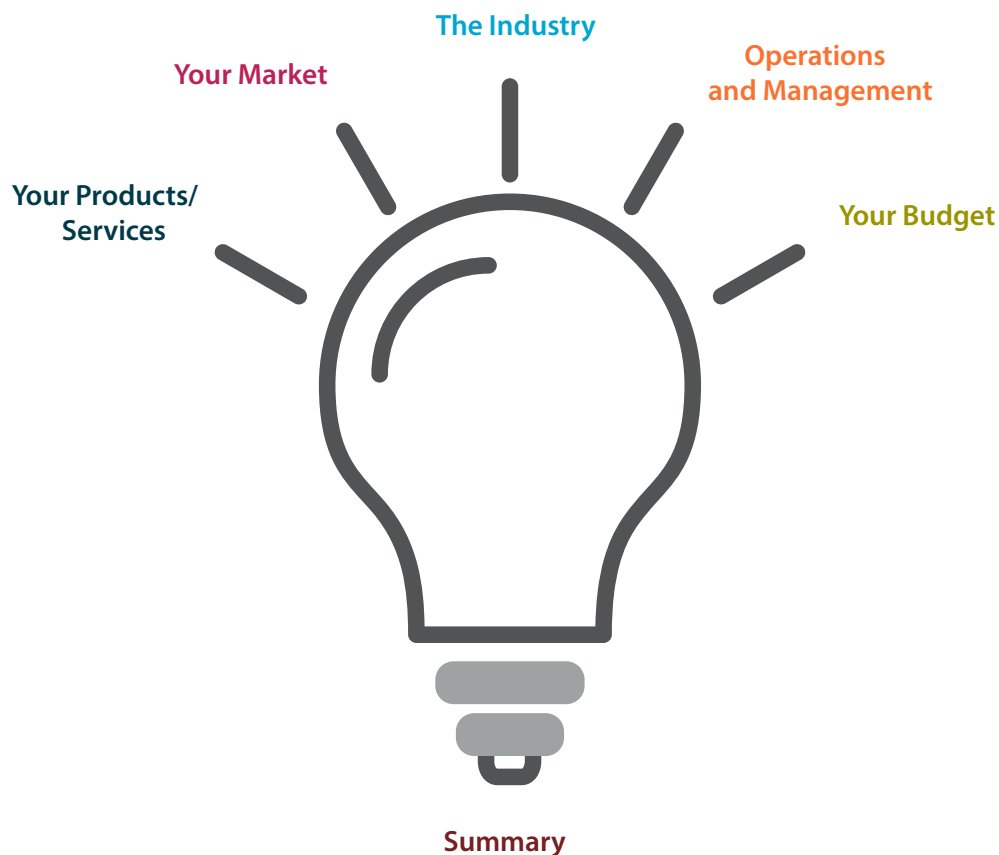 The Industry
Your Market
Operations
and Management
Your Products/
Services
Your Budget
Summary